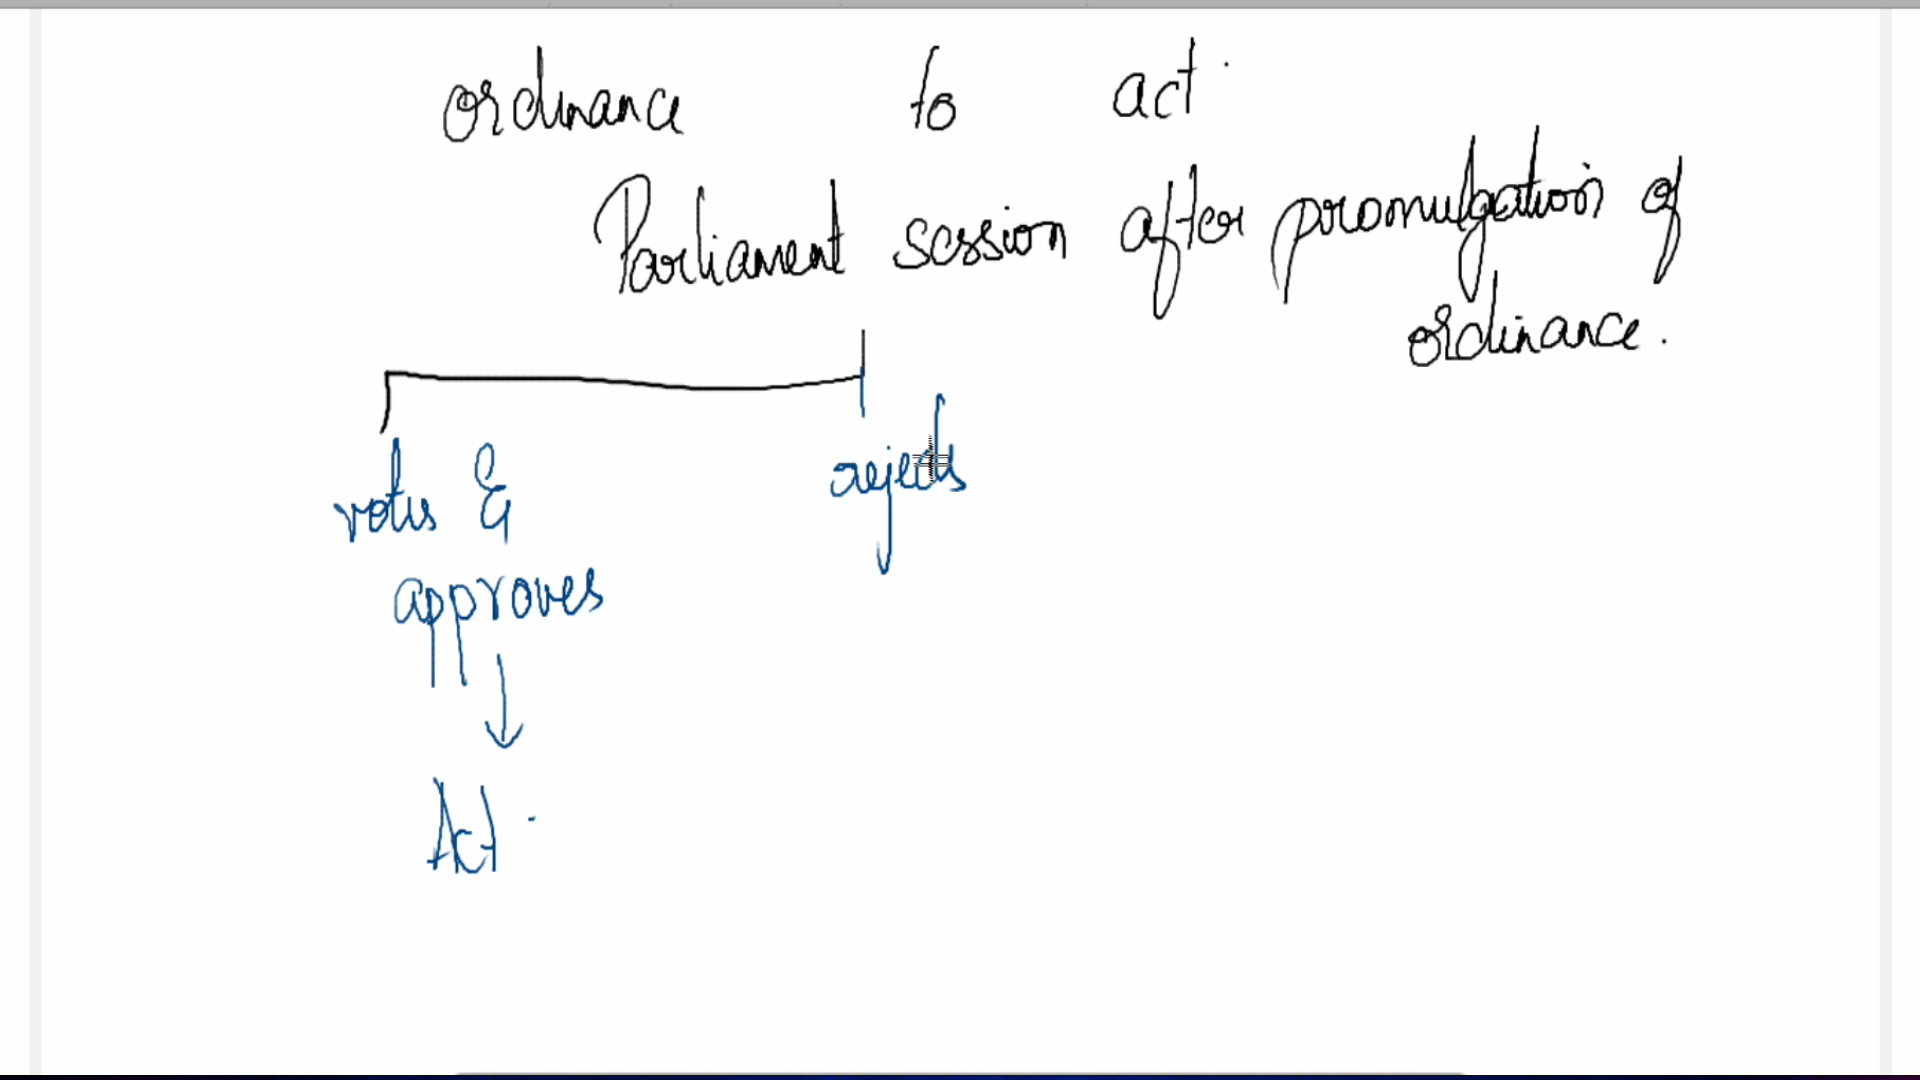 ordinance to act.
Parliament session after promulgation of
ordinance.
votes & rejects
approves
Act.